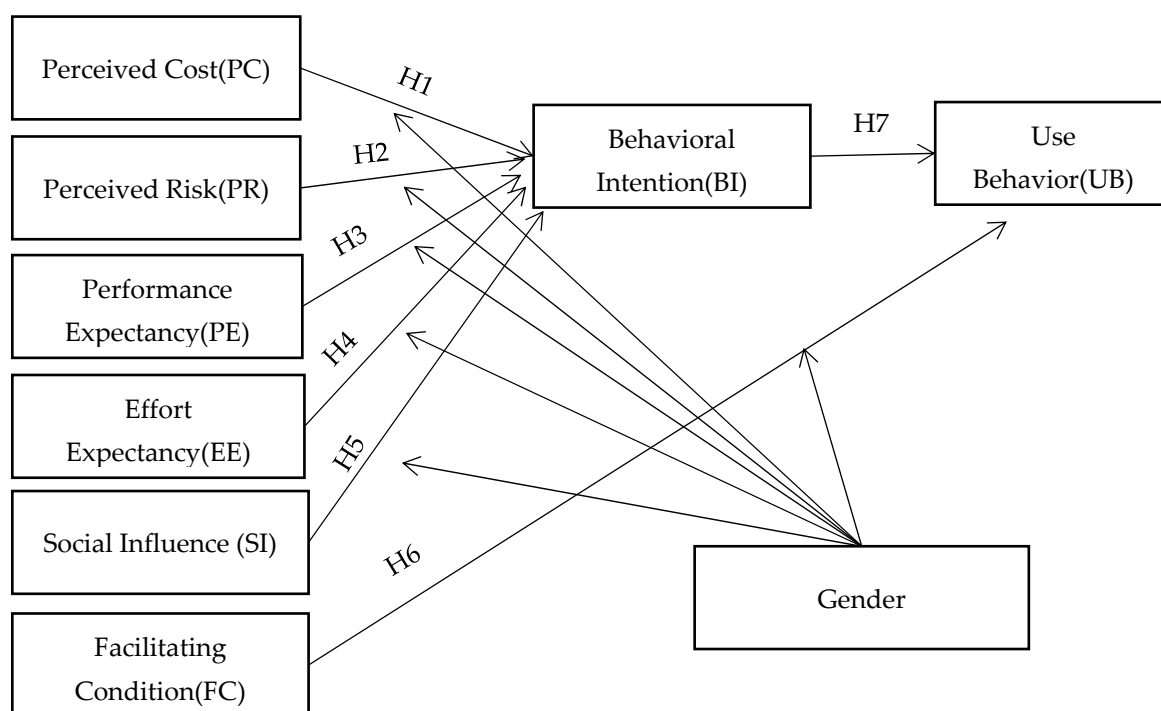 Perceived Cost(PC)
H1
Behavioral
Intention(BI)
H7
Use
Behavior(UB)
Perceived Risk(PR)
H2
Performance
Expectancy(PE)
H3
Effort
Expectancy(EE)
H4
Social Influence (SI)
H5
Facilitating
Condition(FC)
H6
Gender